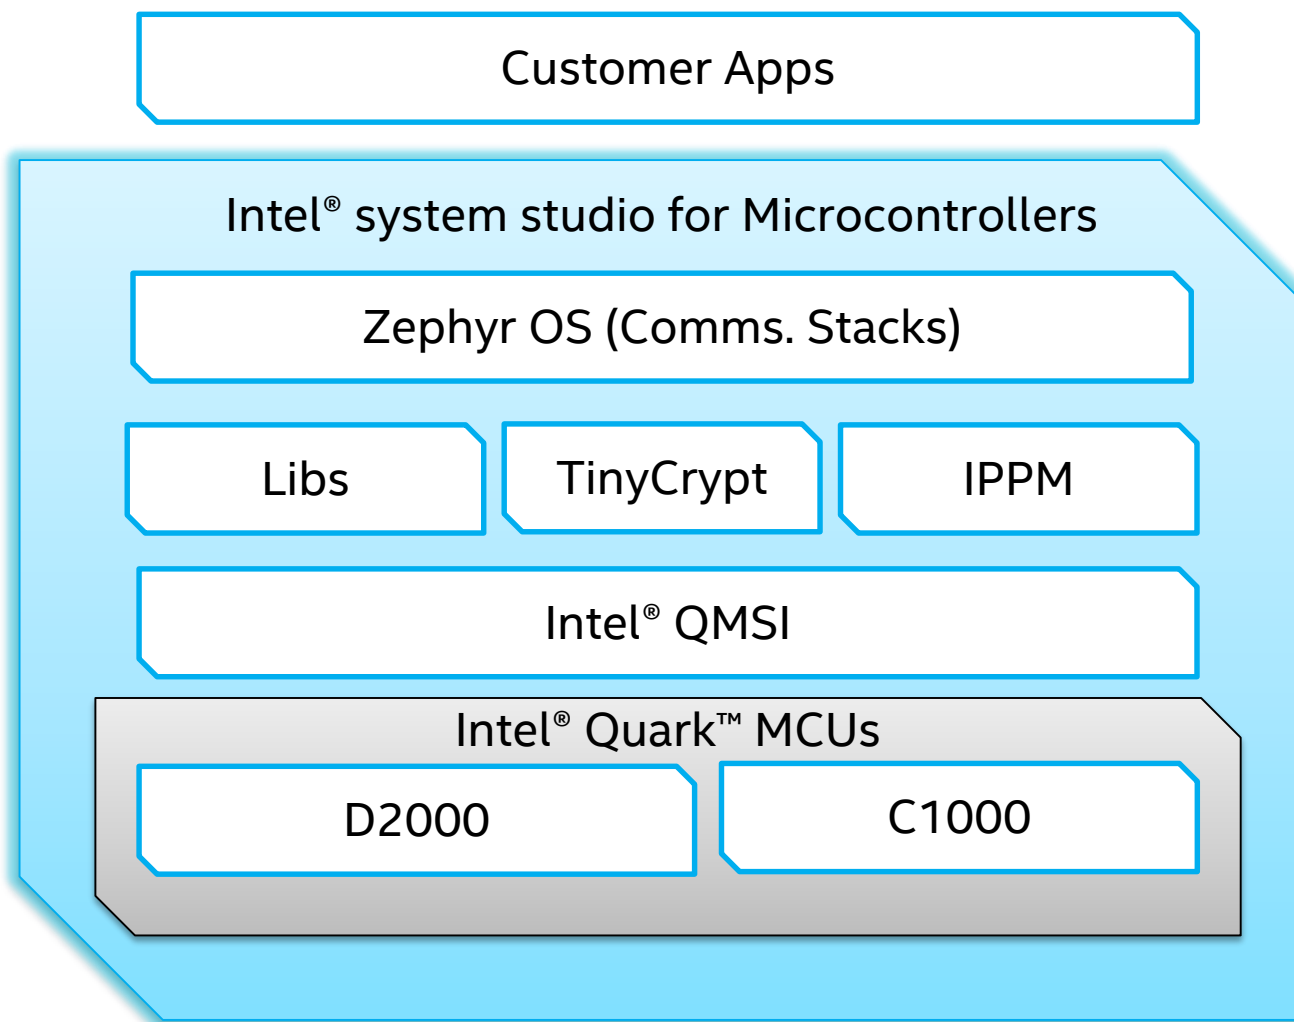 Customer Apps
Intel® system studio for Microcontrollers
Zephyr OS (Comms. Stacks)
Libs
TinyCrypt
IPPM
Intel® QMSI
Intel® Quark™ MCUs
D2000
C1000